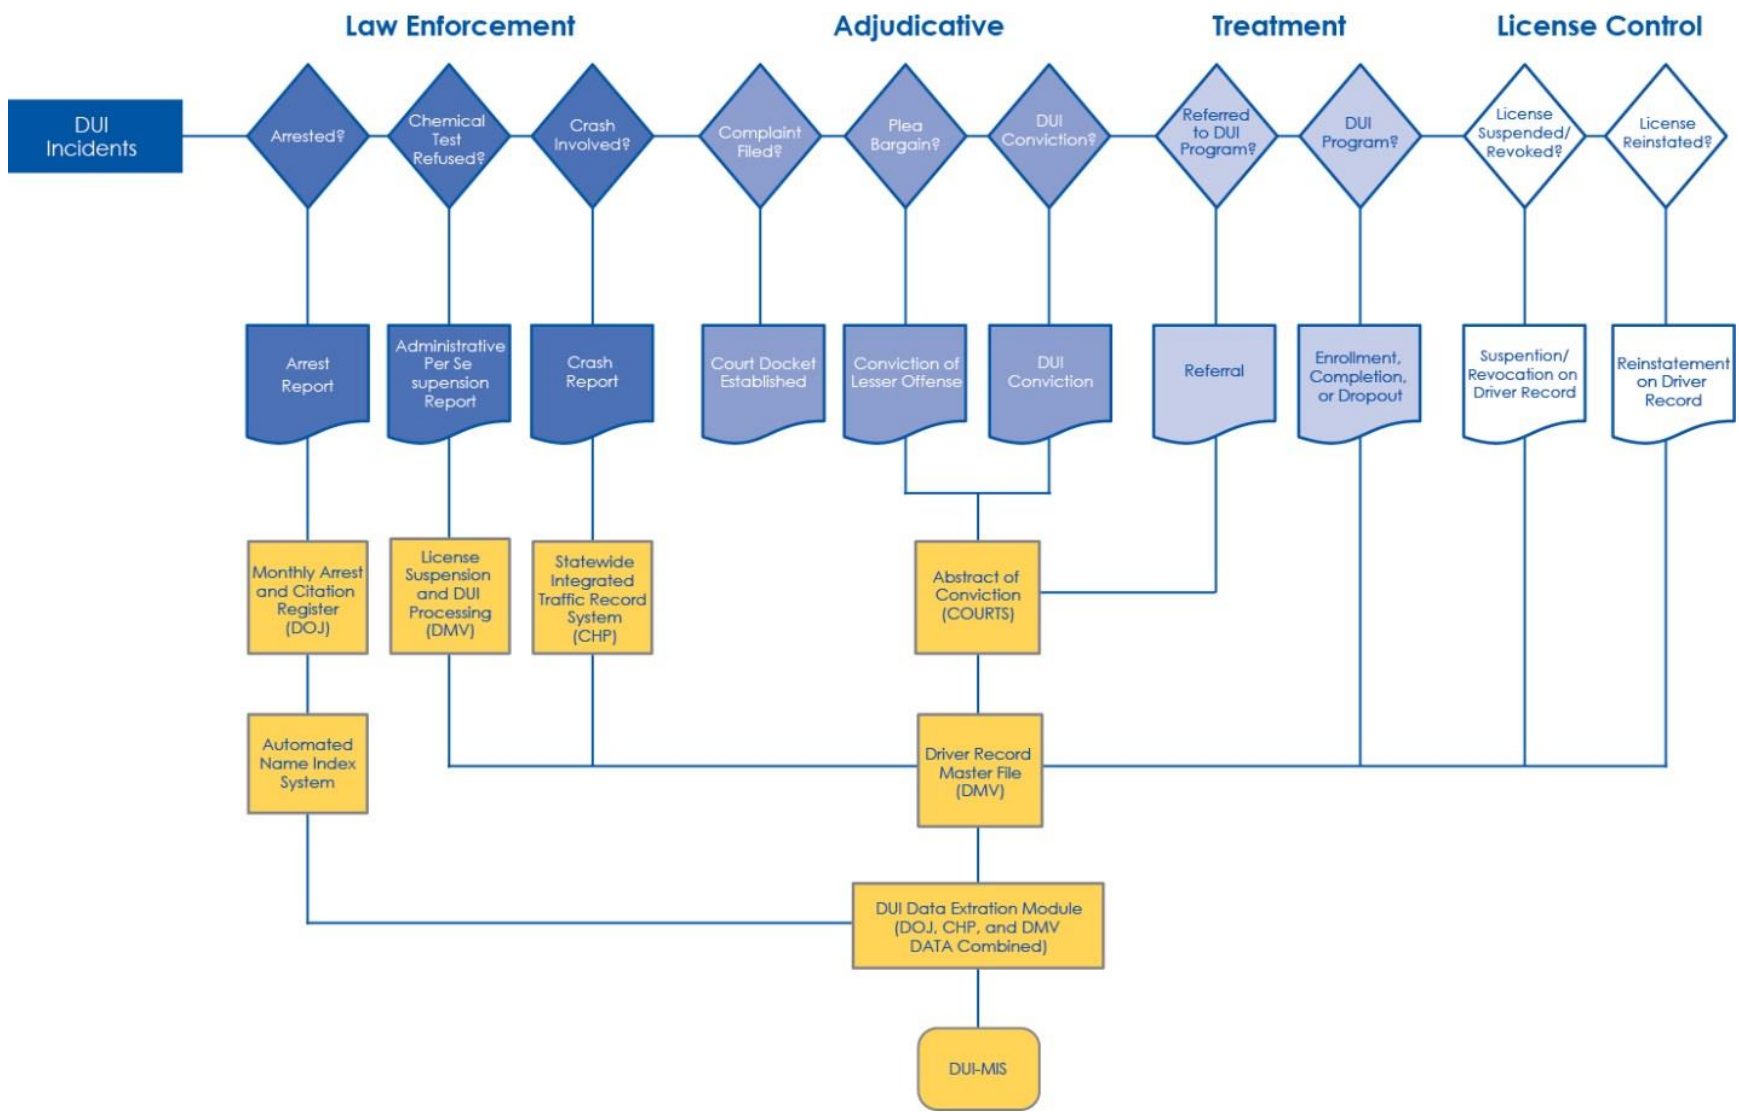 Law Enforcement
Adjudicative
Treatment
License Control
DUI
Incidents
Arrested?
Chemical
Test
Refused?
Crash
Involved?
Complaint
Filed?
Plea
Bargain?
DUI
Conviction?
Referred
to DUI
Program?
DUI
Program?
License
Suspended/
Revoked?
License
Reinstated?
Arrest
Report
Administrative
Per Se
supension
Report
Crash
Report
Court Docket
Established
Conviction of
Lesser Offense
DUI
Conviction
Referral
Enrollment,
Completion,
or Dropout
Suspention/
Revocation on
Driver Record
Reinstatement
on Driver
Record
Monthly Arrest
and Citation
Register
(DOJ)
License
Suspension
and DUI
Processing
(DMV)
Statewide
Integrated
Traffic Record
System
(CHP)
Abstract of
Conviction
(COURTS)
Automated
Name Index
System
Driver Record
Master File
(DMV)
DUI Data Extration Module
(DOJ, CHP, and DMV
DATA Combined)
DUI-MIS